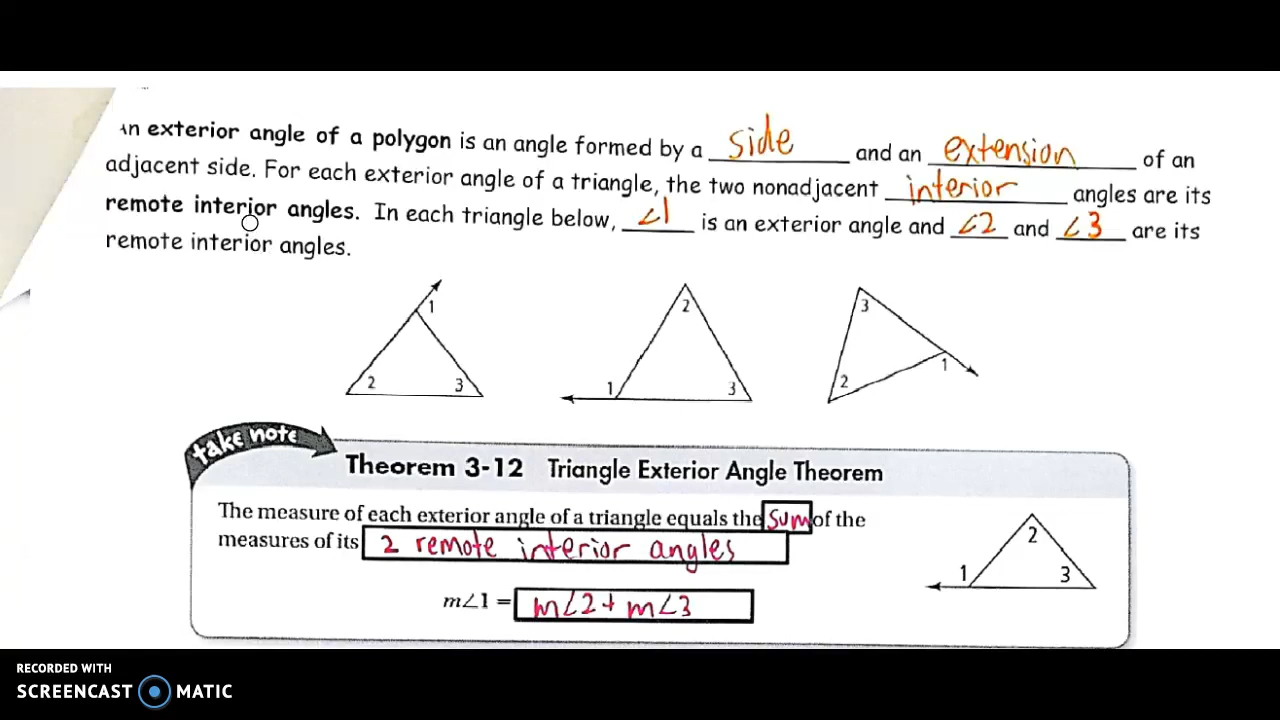 An exterior angle of a polygon is an angle formed by a side and an extension of an
adjacent side. For each exterior angle of a triangle, the two nonadjacent interior angles are its
remote interior angles. In each triangle below, ∠1 is an exterior angle and ∠2 and ∠3 are its
remote interior angles.
1
2 3
2
1 3
3
2 1
take note
Theorem 3-12 Triangle Exterior Angle Theorem
The measure of each exterior angle of a triangle equals the sum of the
measures of its 2 remote interior angles
m∠1 = m∠2 + m∠3
2
1 3
RECORDED WITH
SCREENCAST MATIC